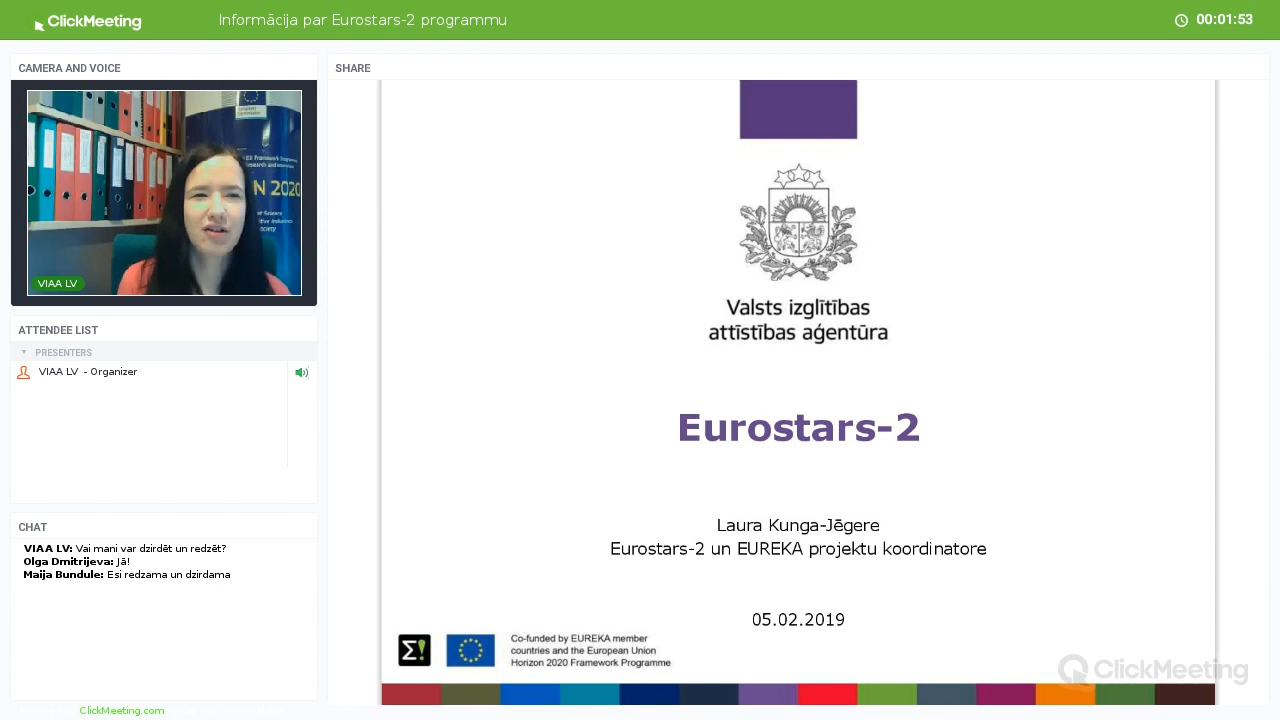 ClickMeeting
Informācija par Eurostars-2 programmu
00:01:53
CAMERA AND VOICE
N 2020
VIAA LV
ATTENDEE LIST
PRESENTERS
VIAA LV - Organizer
CHAT
VIAA LV: Vai mani var dzirdēt un redzēt?
Olga Dmitrijeva: Jā!
Maija Bundule: Esi redzama un dzirdama
ClickMeeting.com
SHARE
Valsts izglītības
attīstības aģentūra
Eurostars-2
Laura Kunga-Jēgere
Eurostars-2 un EUREKA projektu koordinatore
05.02.2019
Σ!
Co-funded by EUREKA member
countries and the European Union
Horizon 2020 Framework Programme
ClickMeeting